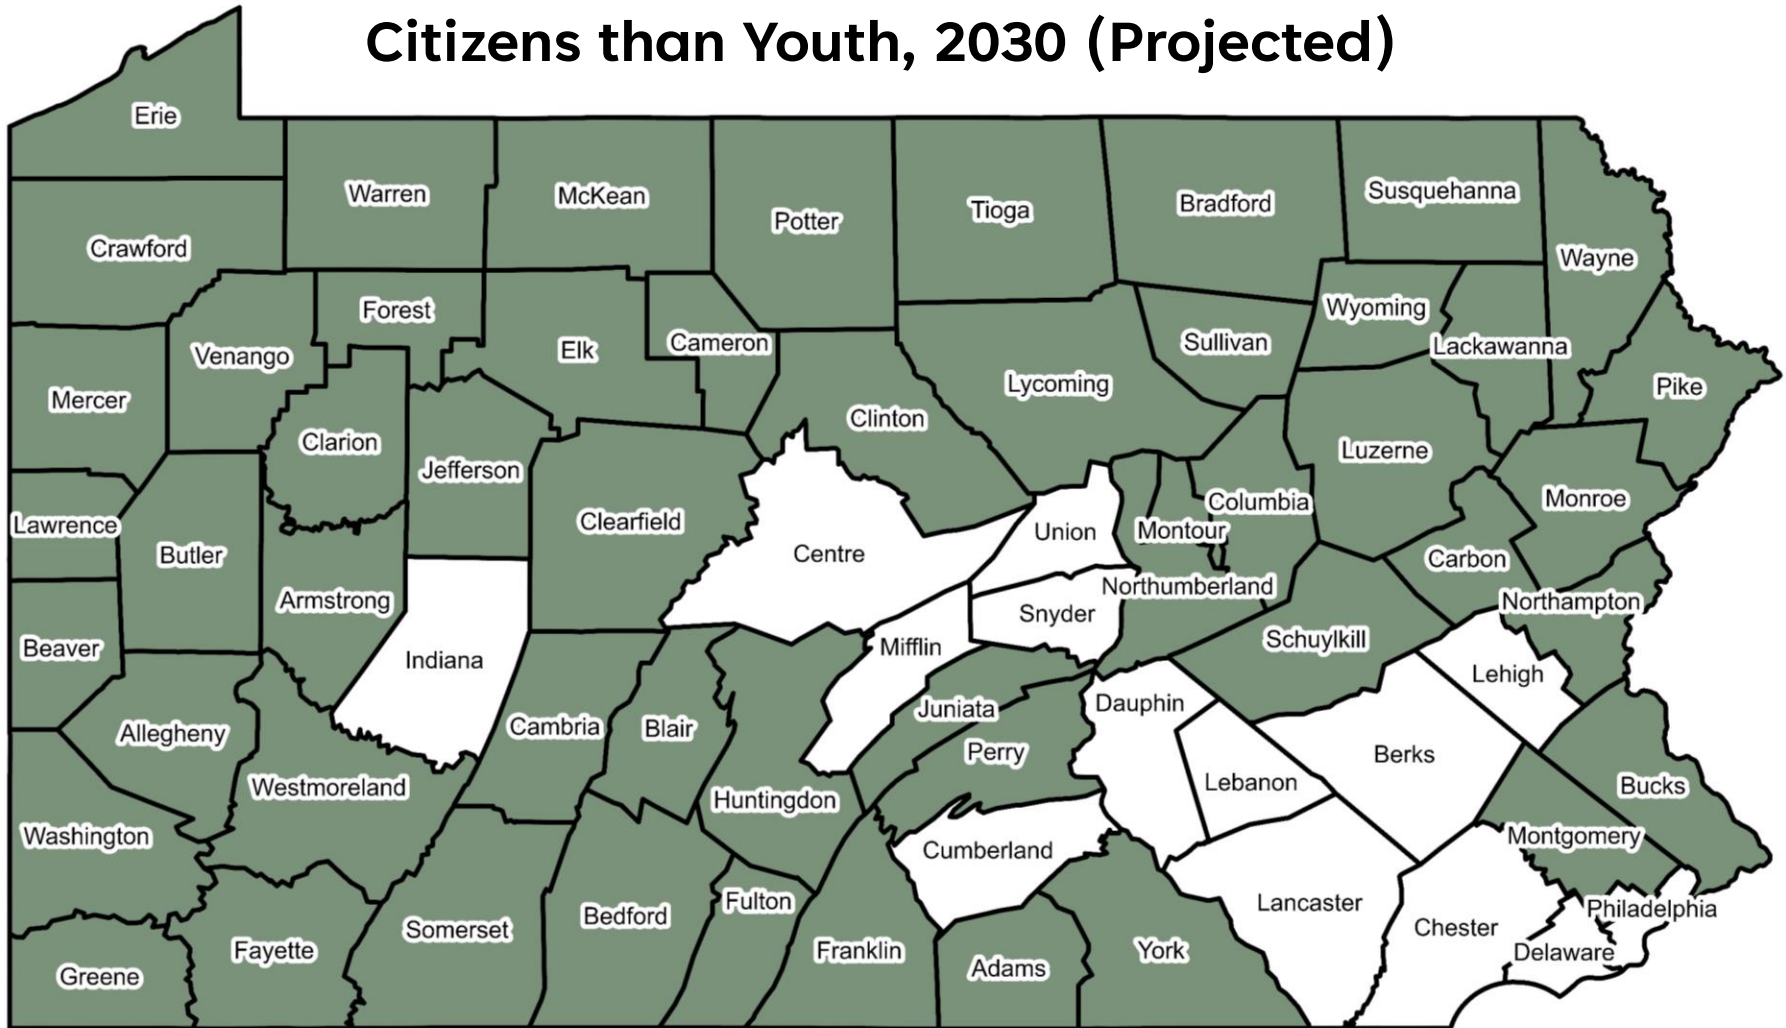 Citizens than Youth, 2030 (Projected)
Erie
Warren
McKean
Potter
Tioga
Bradford
Susquehanna
Wayne
Crawford
Forest
Venango
Elk
Cameron
Sullivan
Wyoming
Lackawanna
Pike
Mercer
Clarion
Jefferson
Clinton
Lycoming
Luzerne
Monroe
Lawrence
Butler
Clearfield
Centre
Union
Montour
Columbia
Carbon
Armstrong
Northumberland
Northampton
Beaver
Indiana
Snyder
Mifflin
Schuylkill
Lehigh
Allegheny
Cambria
Blair
Juniata
Dauphin
Perry
Berks
Westmoreland
Huntingdon
Lebanon
Bucks
Washington
Cumberland
Montgomery
Somerset
Bedford
Fulton
Lancaster
Philadelphia
Chester
Greene
Fayette
Franklin
Adams
York
Delaware